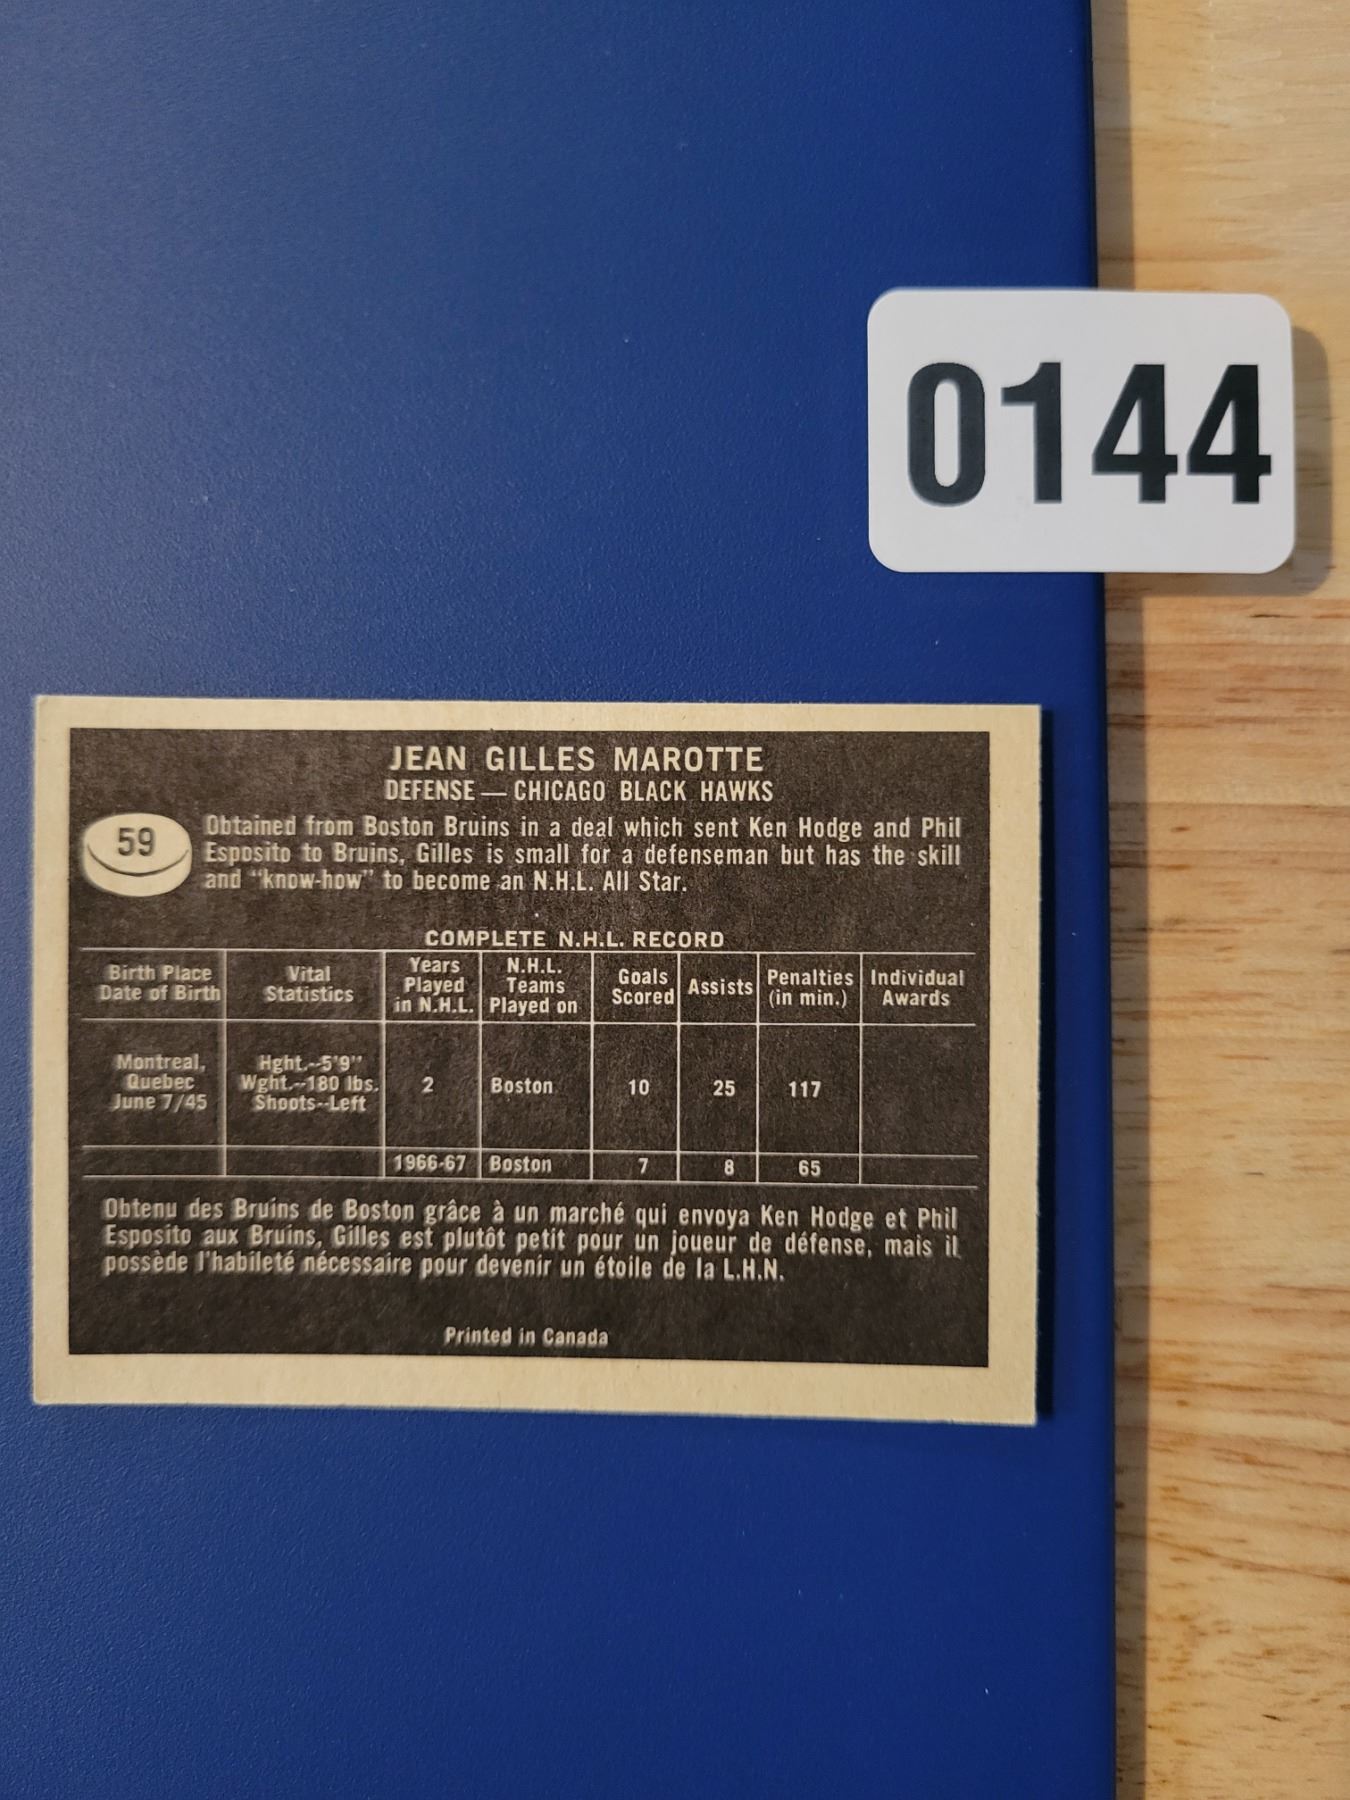 0144
JEAN GILLES MAROTTE
DEFENSE — CHICAGO BLACK HAWKS
59
Obtained from Boston Bruins in a deal which sent Ken Hodge and Phil
Esposito to Bruins, Gilles is small for a defenseman but has the skill
and "know-how" to become an N.H.L. All Star.
COMPLETE N.H.L. RECORD
Birth Place
Date of Birth
Vital
Statistics
Years
Played
in N.H.L.
N.H.L.
Teams
Played on
Goals
Scored
Assists
Penalties
(in min.)
Individual
Awards
Montreal,
Quebec
June 7/45
Hght.--5'9"
Wght.--180 lbs.
Shoots--Left
2
Boston
10
25
117
1966-67
Boston
7
8
65
Obtenu des Bruins de Boston grâce à un marché qui envoya Ken Hodge et Phil
Esposito aux Bruins, Gilles est plutôt petit pour un joueur de défense, mais il
possède l'habileté nécessaire pour devenir un étoile de la L.H.N.
Printed in Canada